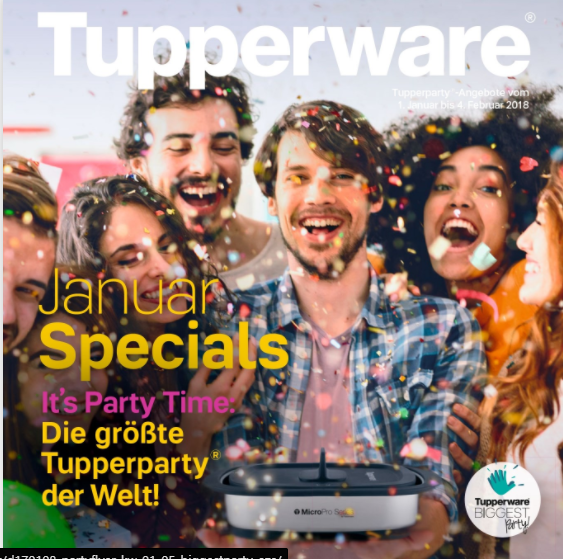 Tupperware®
Tupperparty®-Angebote vom
1. Januar bis 4. Februar 2018
Januar
Specials
It's Party Time:
Die größte
Tupperparty®
der Welt!
MicroPro
Tupperware
BIGGEST
Party!